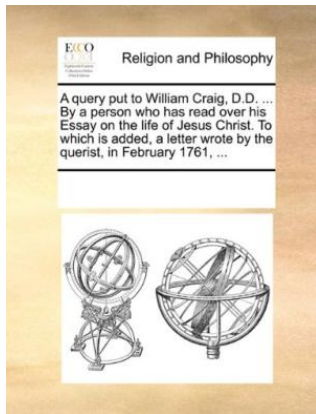 ECCO
Religion and Philosophy
A query put to William Craig, D.D. ...
By a person who has read over his
Essay on the life of Jesus Christ. To
which is added, a letter wrote by the
querist, in February 1761, ...